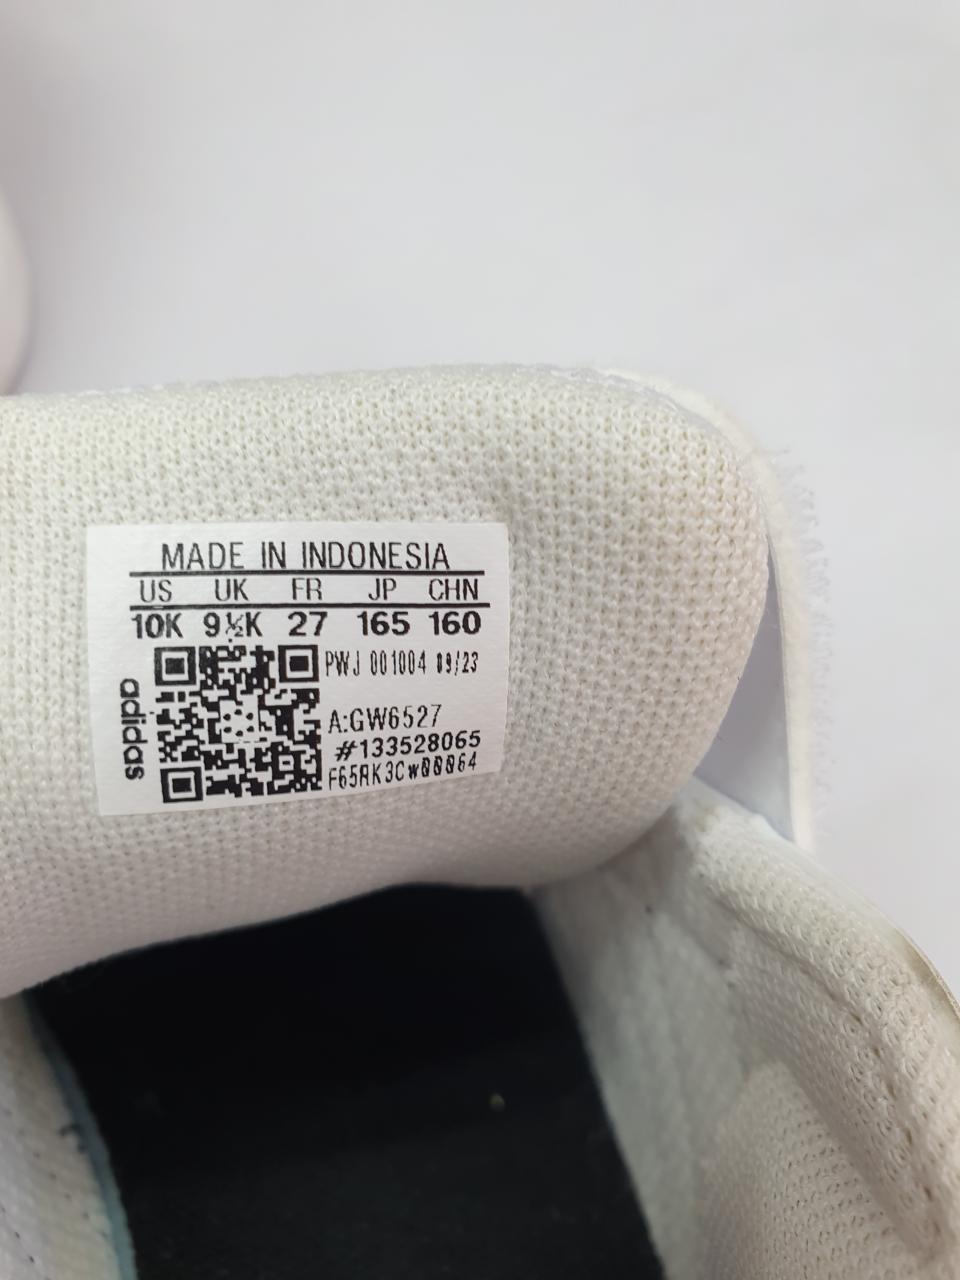 MADE IN INDONESIA
US UK FR JP CHN
10K 9½K 27 165 160
PWJ 001004 09/23
A:GW6527
#133528065
F65RK3Cw00064
adidas